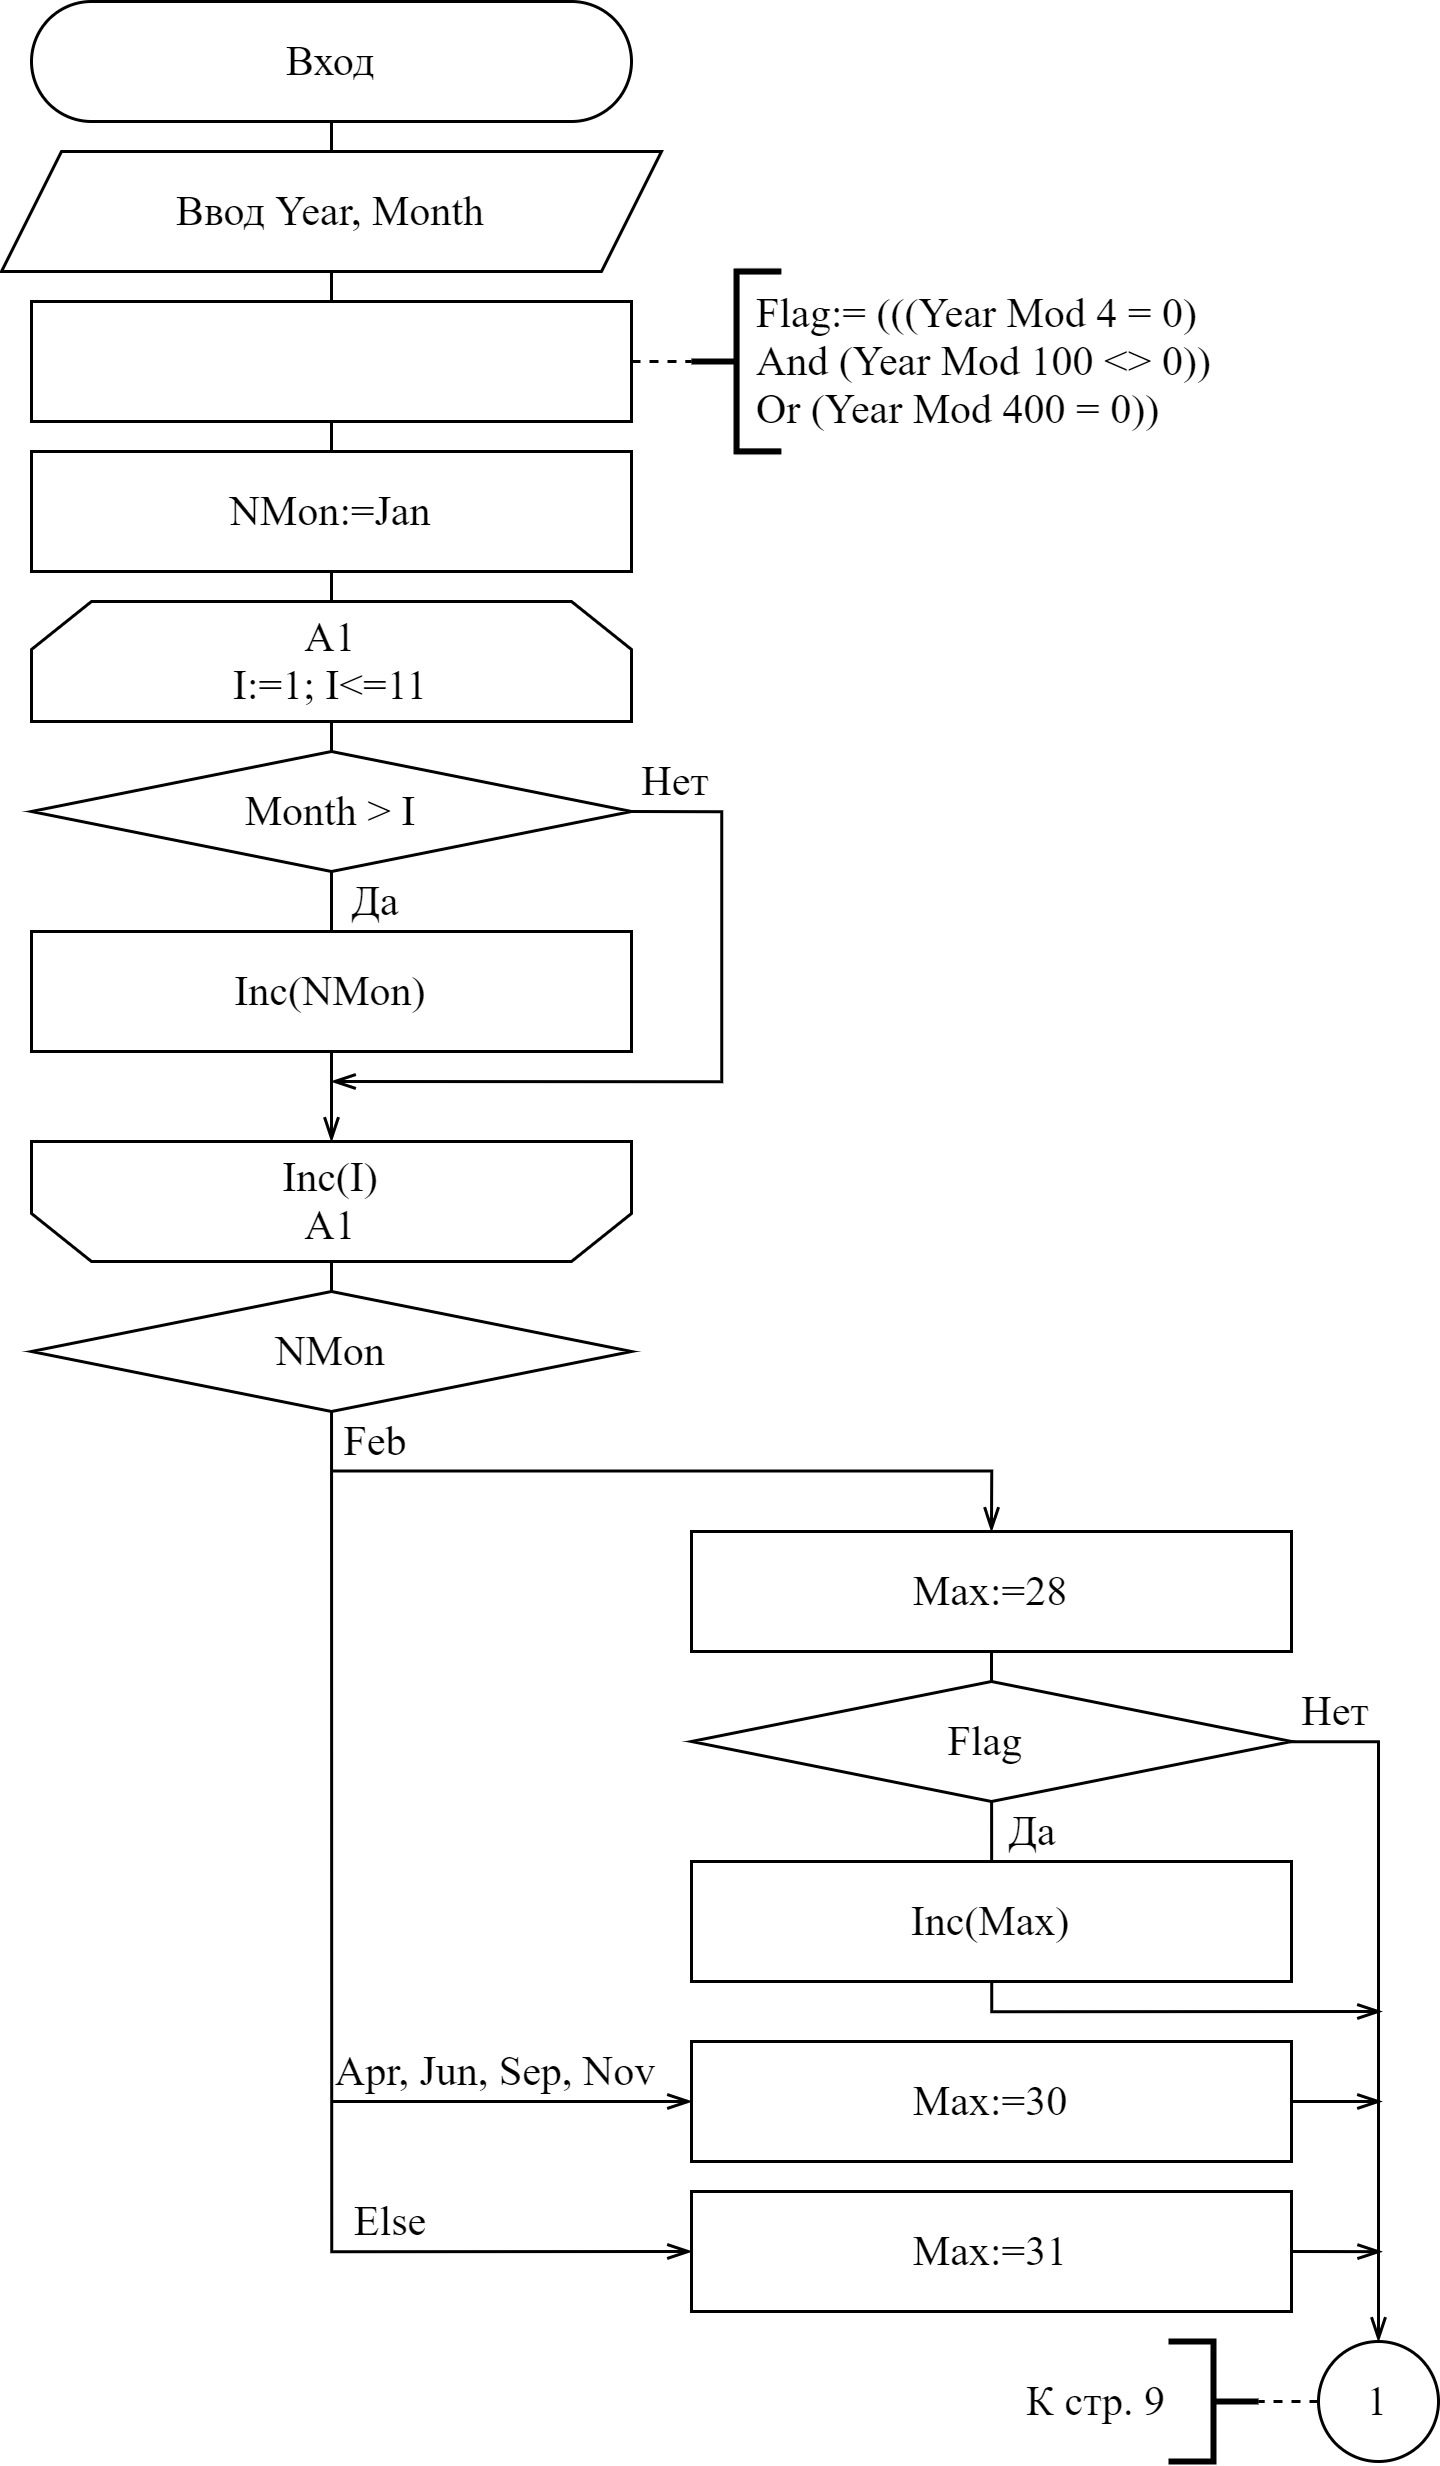 Вход
Ввод Year, Month
Flag:= (((Year Mod 4 = 0)
And (Year Mod 100 <> 0))
Or (Year Mod 400 = 0))
NMon:=Jan
A1
I:=1; I<=11
Month > I
Нет
Да
Inc(NMon)
Inc(I)
A1
NMon
Feb
Max:=28
Flag
Нет
Да
Inc(Max)
Apr, Jun, Sep, Nov
Max:=30
Else
Max:=31
К стр. 9
1